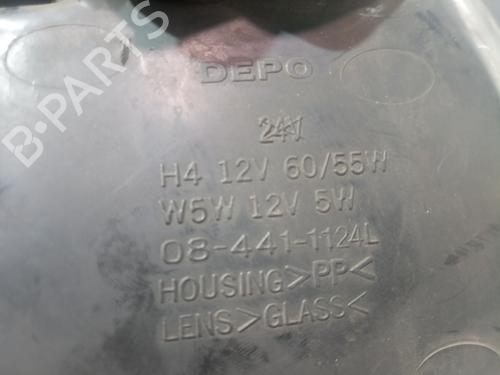 B-PARTS
DEPO
H4 12V 60/55W
W5W 12V 5W
08-441-1124L
HOUSING>PP<
LENS>GLASS<